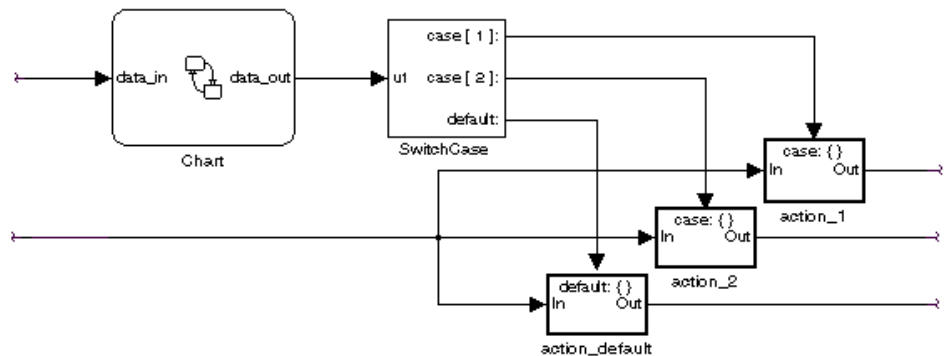 data_in data_out
Chart
u1
case [ 1 ]:
case [ 2 ]:
default:
SwitchCase
case: { }
In Out
action_1
case: { }
In Out
action_2
default: { }
In Out
action_default